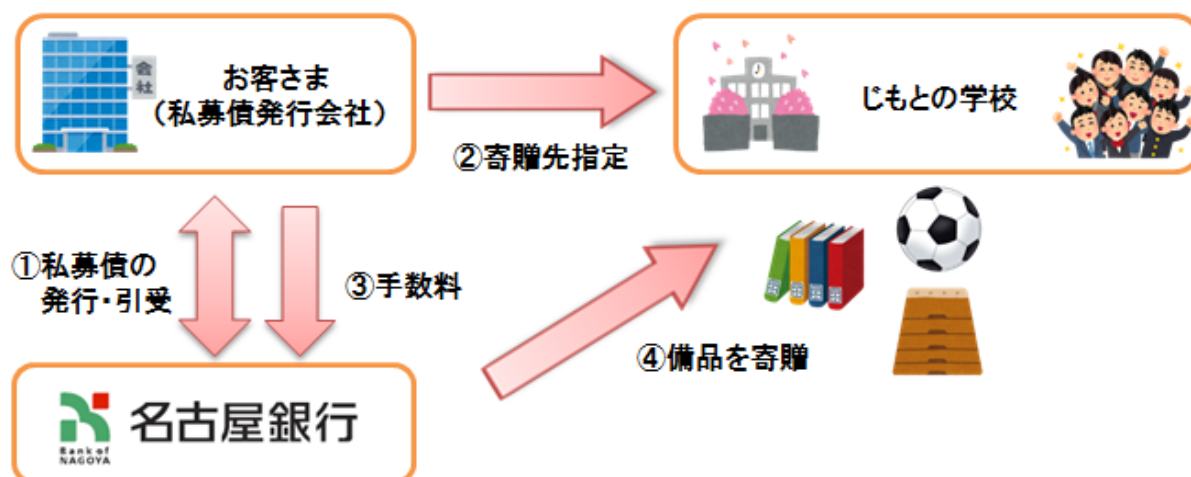 会社
お客さま
（私募債発行会社）
じもとの学校
②寄贈先指定
①私募債の
発行・引受
③手数料
④備品を寄贈
名古屋銀行
Bank of
NAGOYA